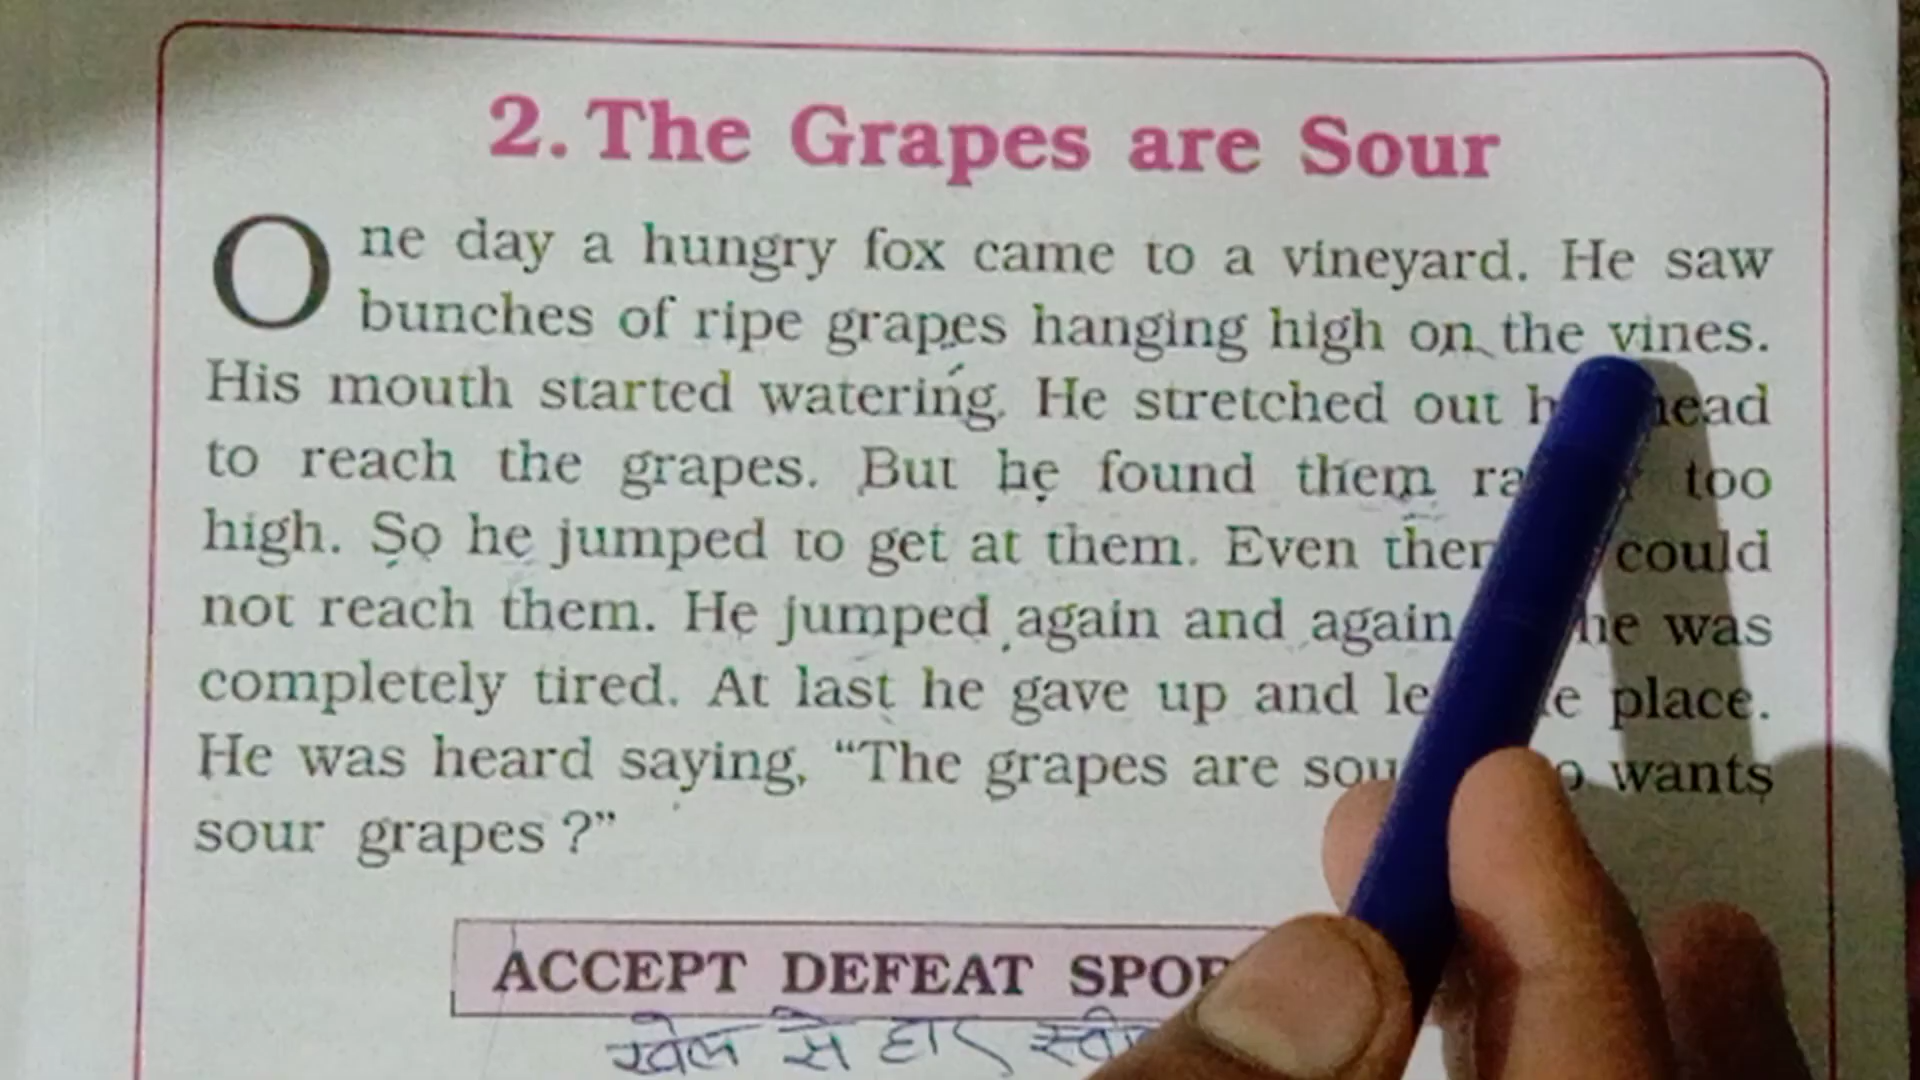 2. The Grapes are Sour
One day a hungry fox came to a vineyard. He saw
bunches of ripe grapes hanging high on the vines.
His mouth started watering. He stretched out head
to reach the grapes. But he found them too
high. So he jumped to get at them. Even could
not reach them. He jumped again and again he was
completely tired. At last he gave up and place.
He was heard saying, “The grapes are wants
sour grapes ?”
ACCEPT DEFEAT
खेल से हार